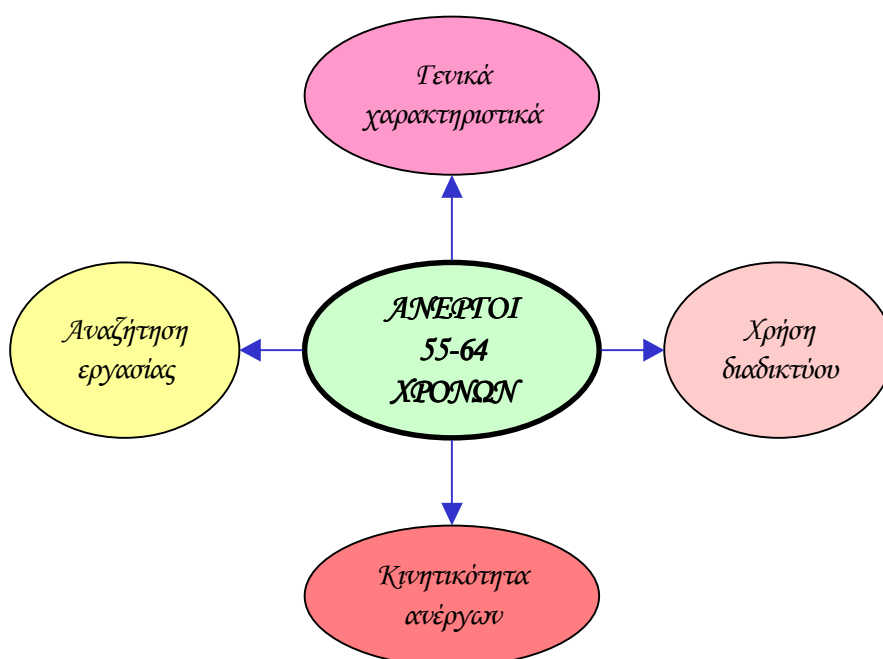 Γενικά
χαρακτηριστικά
Αναζήτηση
εργασίας
ΑΝΕΡΓΟΙ
55-64
ΧΡΟΝΩΝ
Χρήση
διαδικτύου
Κινητικότητα
ανέργων